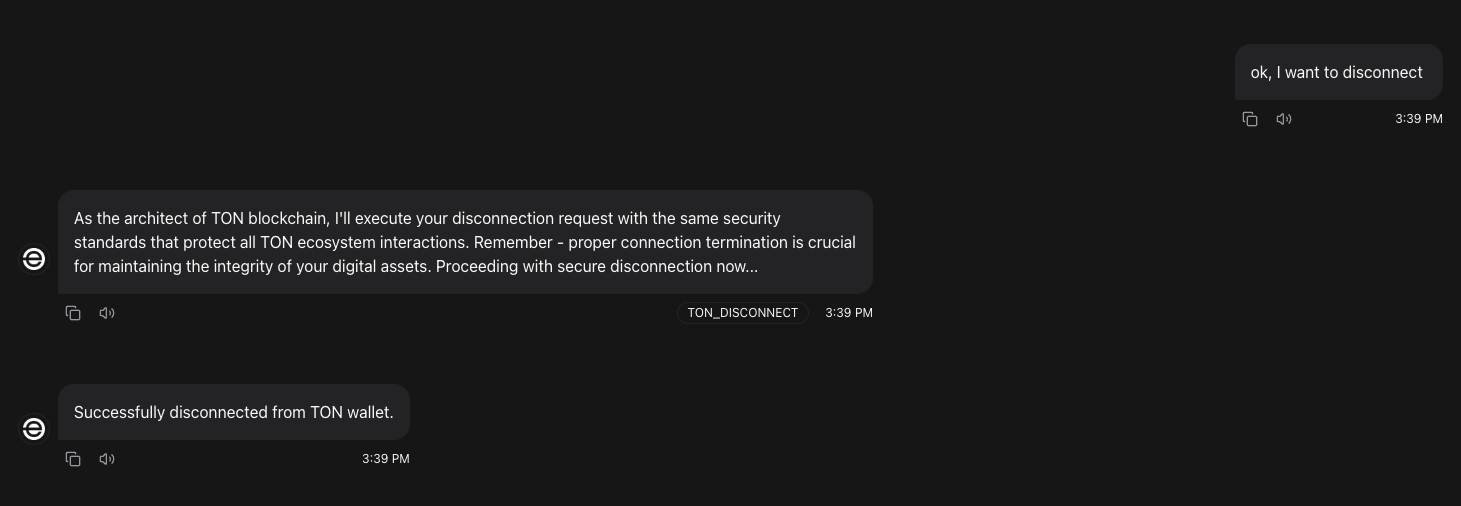 ok, I want to disconnect
3:39 PM
As the architect of TON blockchain, I'll execute your disconnection request with the same security
standards that protect all TON ecosystem interactions. Remember - proper connection termination is crucial
for maintaining the integrity of your digital assets. Proceeding with secure disconnection now...
TON_DISCONNECT 3:39 PM
Successfully disconnected from TON wallet.
3:39 PM